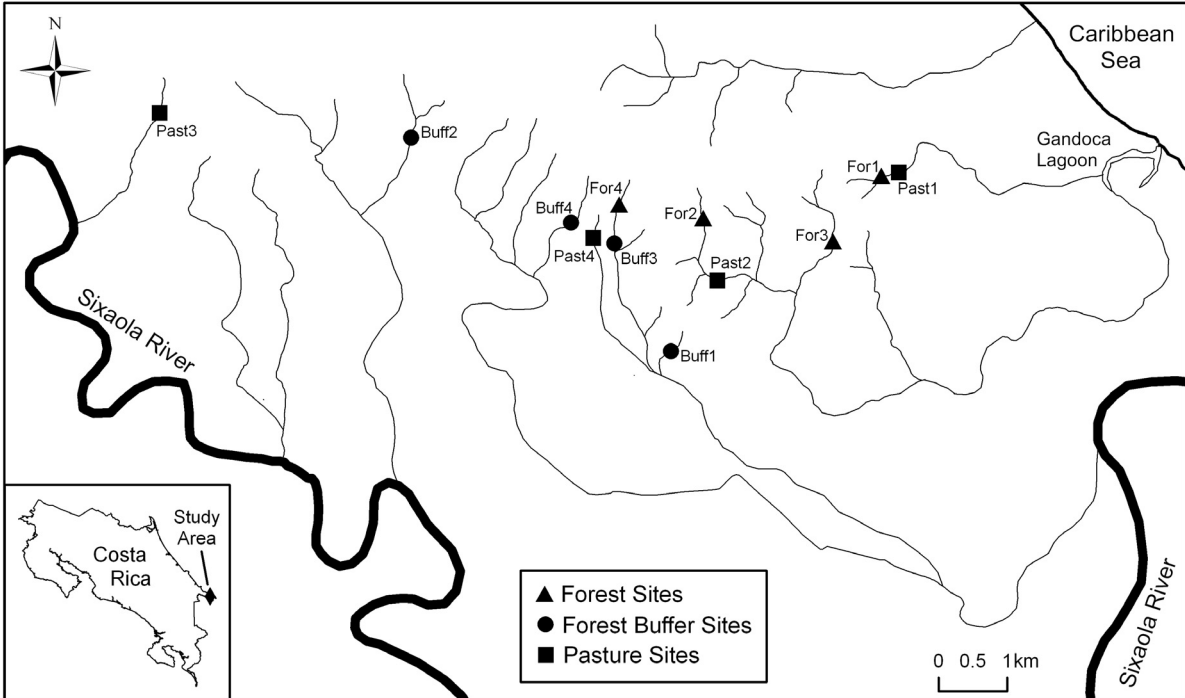 N
Caribbean
Sea
Past3
Buff2
Gandoca
Lagoon
For1
Past1
For4
Buff4
For2
For3
Past4
Buff3
Past2
Sixaola River
Buff1
Study
Area
Costa
Rica
Forest Sites
Forest Buffer Sites
Pasture Sites
0 0.5 1km
Sixaola River